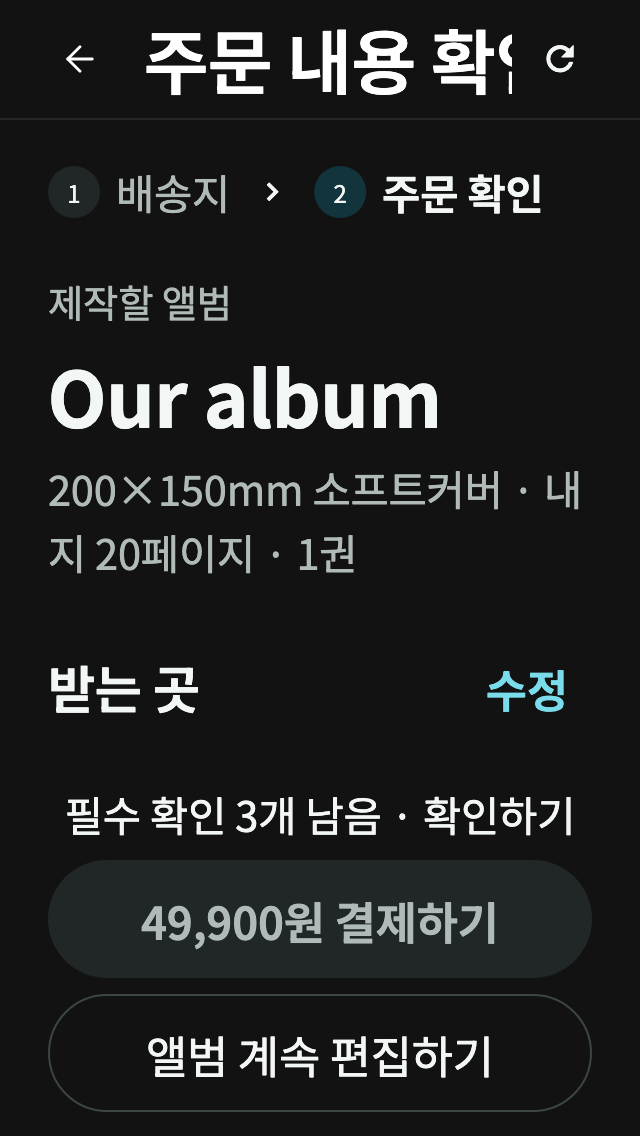 주문 내용 확
1 배송지 2 주문 확인
제작할 앨범
Our album
200×150mm 소프트커버 · 내
지 20페이지 · 1권
받는 곳 수정
필수 확인 3개 남음 · 확인하기
49,900원 결제하기
앨범 계속 편집하기